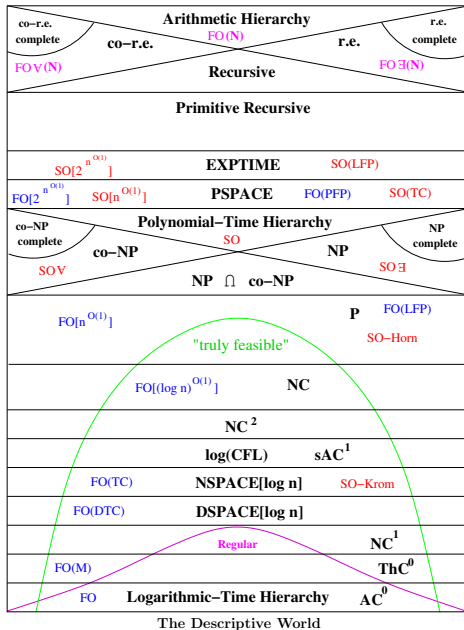 Arithmetic Hierarchy
co-r.e. complete
co-r.e.
FO(N)
r.e.
r.e. complete
FO∀(N)
FO∃(N)
Recursive
Primitive Recursive
SO[2^n^O(1)]
EXPTIME
SO(LFP)
FO[2^n^O(1)]
SO[n^O(1)]
PSPACE
FO(PFP)
SO(TC)
Polynomial-Time Hierarchy
co-NP complete
co-NP
SO
NP
NP complete
SO∀
SO∃
NP ∩ co-NP
FO[n^O(1)]
P
FO(LFP)
"truly feasible"
SO-Horn
FO[(log n)^O(1)]
NC
NC^2
log(CFL)
sAC^1
FO(TC)
NSPACE[log n]
SO-Krom
FO(DTC)
DSPACE[log n]
Regular
NC^1
FO(M)
ThC^0
FO
Logarithmic-Time Hierarchy
AC^0
The Descriptive World